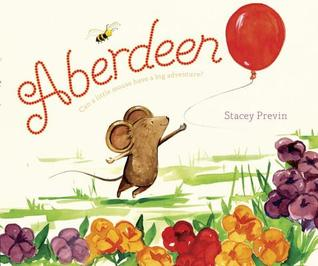 Aberdeen
Can a little mouse have a big adventure?
Stacey Previn